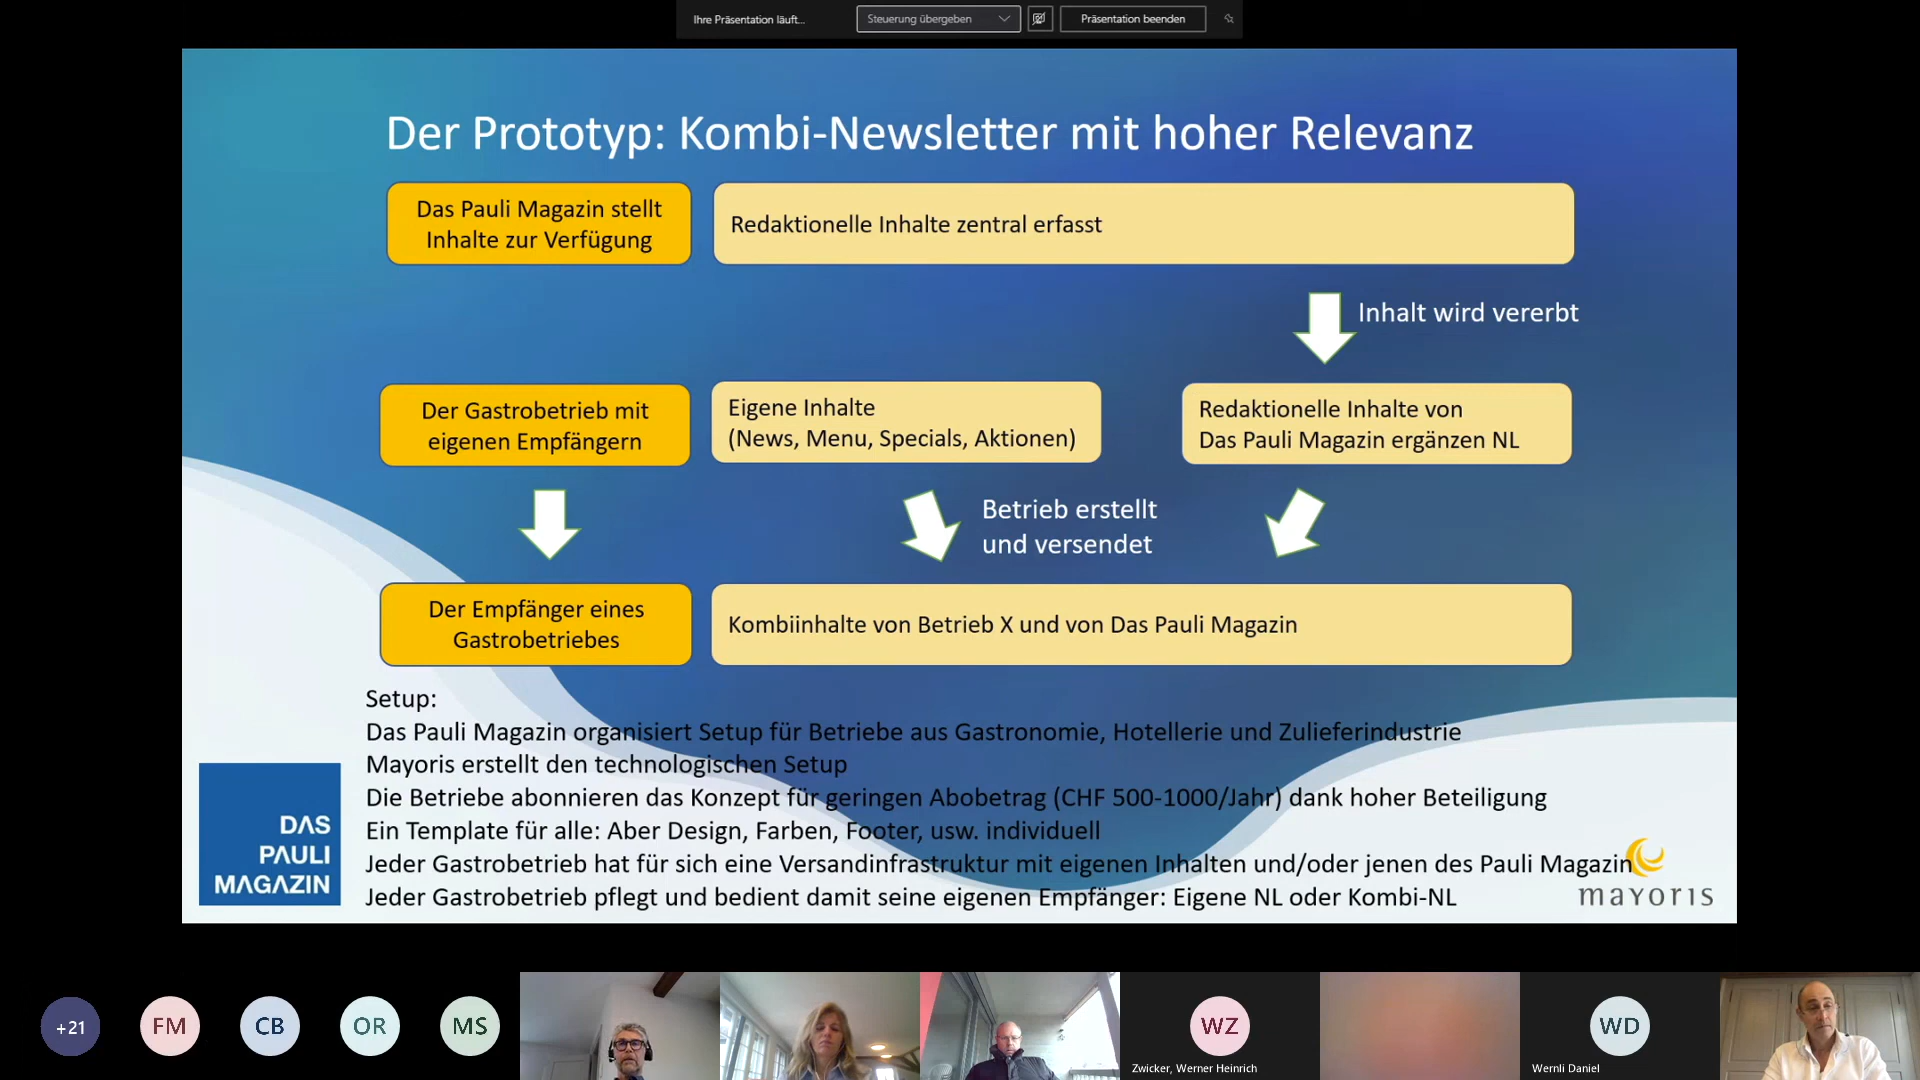 Ihre Präsentation läuft...
Steuerung übergeben
Präsentation beenden
Der Prototyp: Kombi-Newsletter mit hoher Relevanz
Das Pauli Magazin stellt
Inhalte zur Verfügung
Redaktionelle Inhalte zentral erfasst
Inhalt wird vererbt
Der Gastrobetrieb mit
eigenen Empfängern
Eigene Inhalte
(News, Menu, Specials, Aktionen)
Redaktionelle Inhalte von
Das Pauli Magazin ergänzen NL
Betrieb erstellt
und versendet
Der Empfänger eines
Gastrobetriebes
Kombiinhalte von Betrieb X und von Das Pauli Magazin
Setup:
Das Pauli Magazin organisiert Setup für Betriebe aus Gastronomie, Hotellerie und Zulieferindustrie
Mayoris erstellt den technologischen Setup
Die Betriebe abonnieren das Konzept für geringen Abobetrag (CHF 500-1000/Jahr) dank hoher Beteiligung
Ein Template für alle: Aber Design, Farben, Footer, usw. individuell
Jeder Gastrobetrieb hat für sich eine Versandinfrastruktur mit eigenen Inhalten und/oder jenen des Pauli Magazin
Jeder Gastrobetrieb pflegt und bedient damit seine eigenen Empfänger: Eigene NL oder Kombi-NL
DAS
PAULI
MAGAZIN
mayoris
+21
FM
CB
OR
MS
WZ
Zwicker, Werner Heinrich
WD
Wernli Daniel